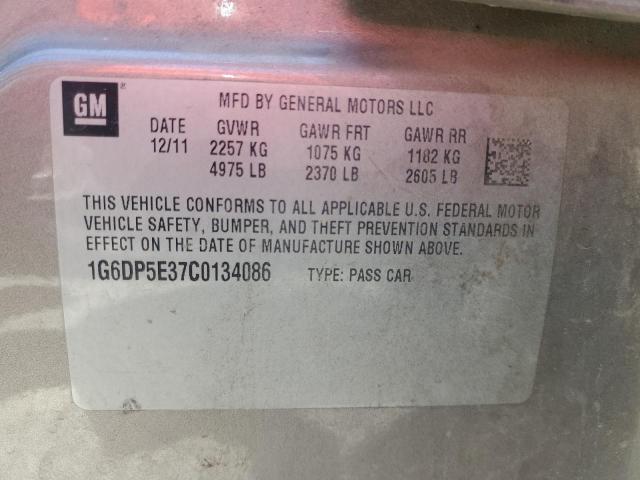 GM
MFD BY GENERAL MOTORS LLC
DATE GVWR GAWR FRT GAWR RR
12/11 2257 KG 1075 KG 1182 KG
4975 LB 2370 LB 2605 LB
THIS VEHICLE CONFORMS TO ALL APPLICABLE U.S. FEDERAL MOTOR
VEHICLE SAFETY, BUMPER, AND THEFT PREVENTION STANDARDS IN
EFFECT ON THE DATE OF MANUFACTURE SHOWN ABOVE.
1G6DP5E37C0134086 TYPE: PASS CAR